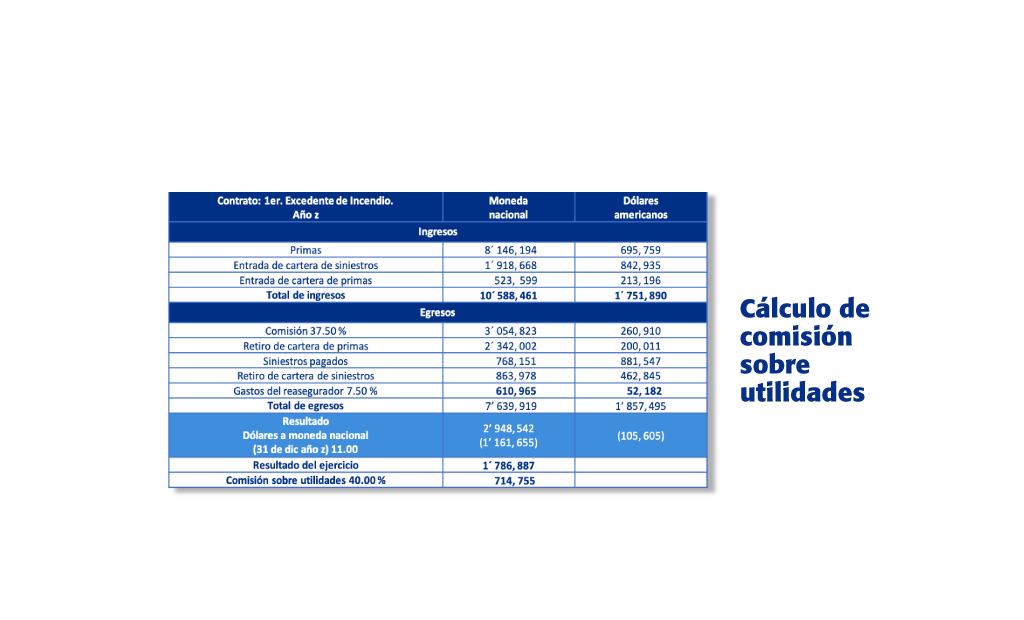 Contrato: 1er. Excedente de Incendio.
Año z
Moneda
nacional
Dólares
americanos
Ingresos
Primas 8´ 146, 194 695, 759
Entrada de cartera de siniestros 1´ 918, 668 842, 935
Entrada de cartera de primas 523, 599 213, 196
Total de ingresos 10´ 588, 461 1´ 751, 890
Egresos
Comisión 37.50 % 3´ 054, 823 260, 910
Retiro de cartera de primas 2´ 342, 002 200, 011
Siniestros pagados 768, 151 881, 547
Retiro de cartera de siniestros 863, 978 462, 845
Gastos del reasegurador 7.50 % 610, 965 52, 182
Total de egresos 7’ 639, 919 1’ 857, 495
Resultado
Dólares a moneda nacional
(31 de dic año z) 11.00
2’ 948, 542
(1’ 161, 655)
(105, 605)
Resultado del ejercicio 1´ 786, 887
Comisión sobre utilidades 40.00 % 714, 755
Cálculo de
comisión
sobre
utilidades